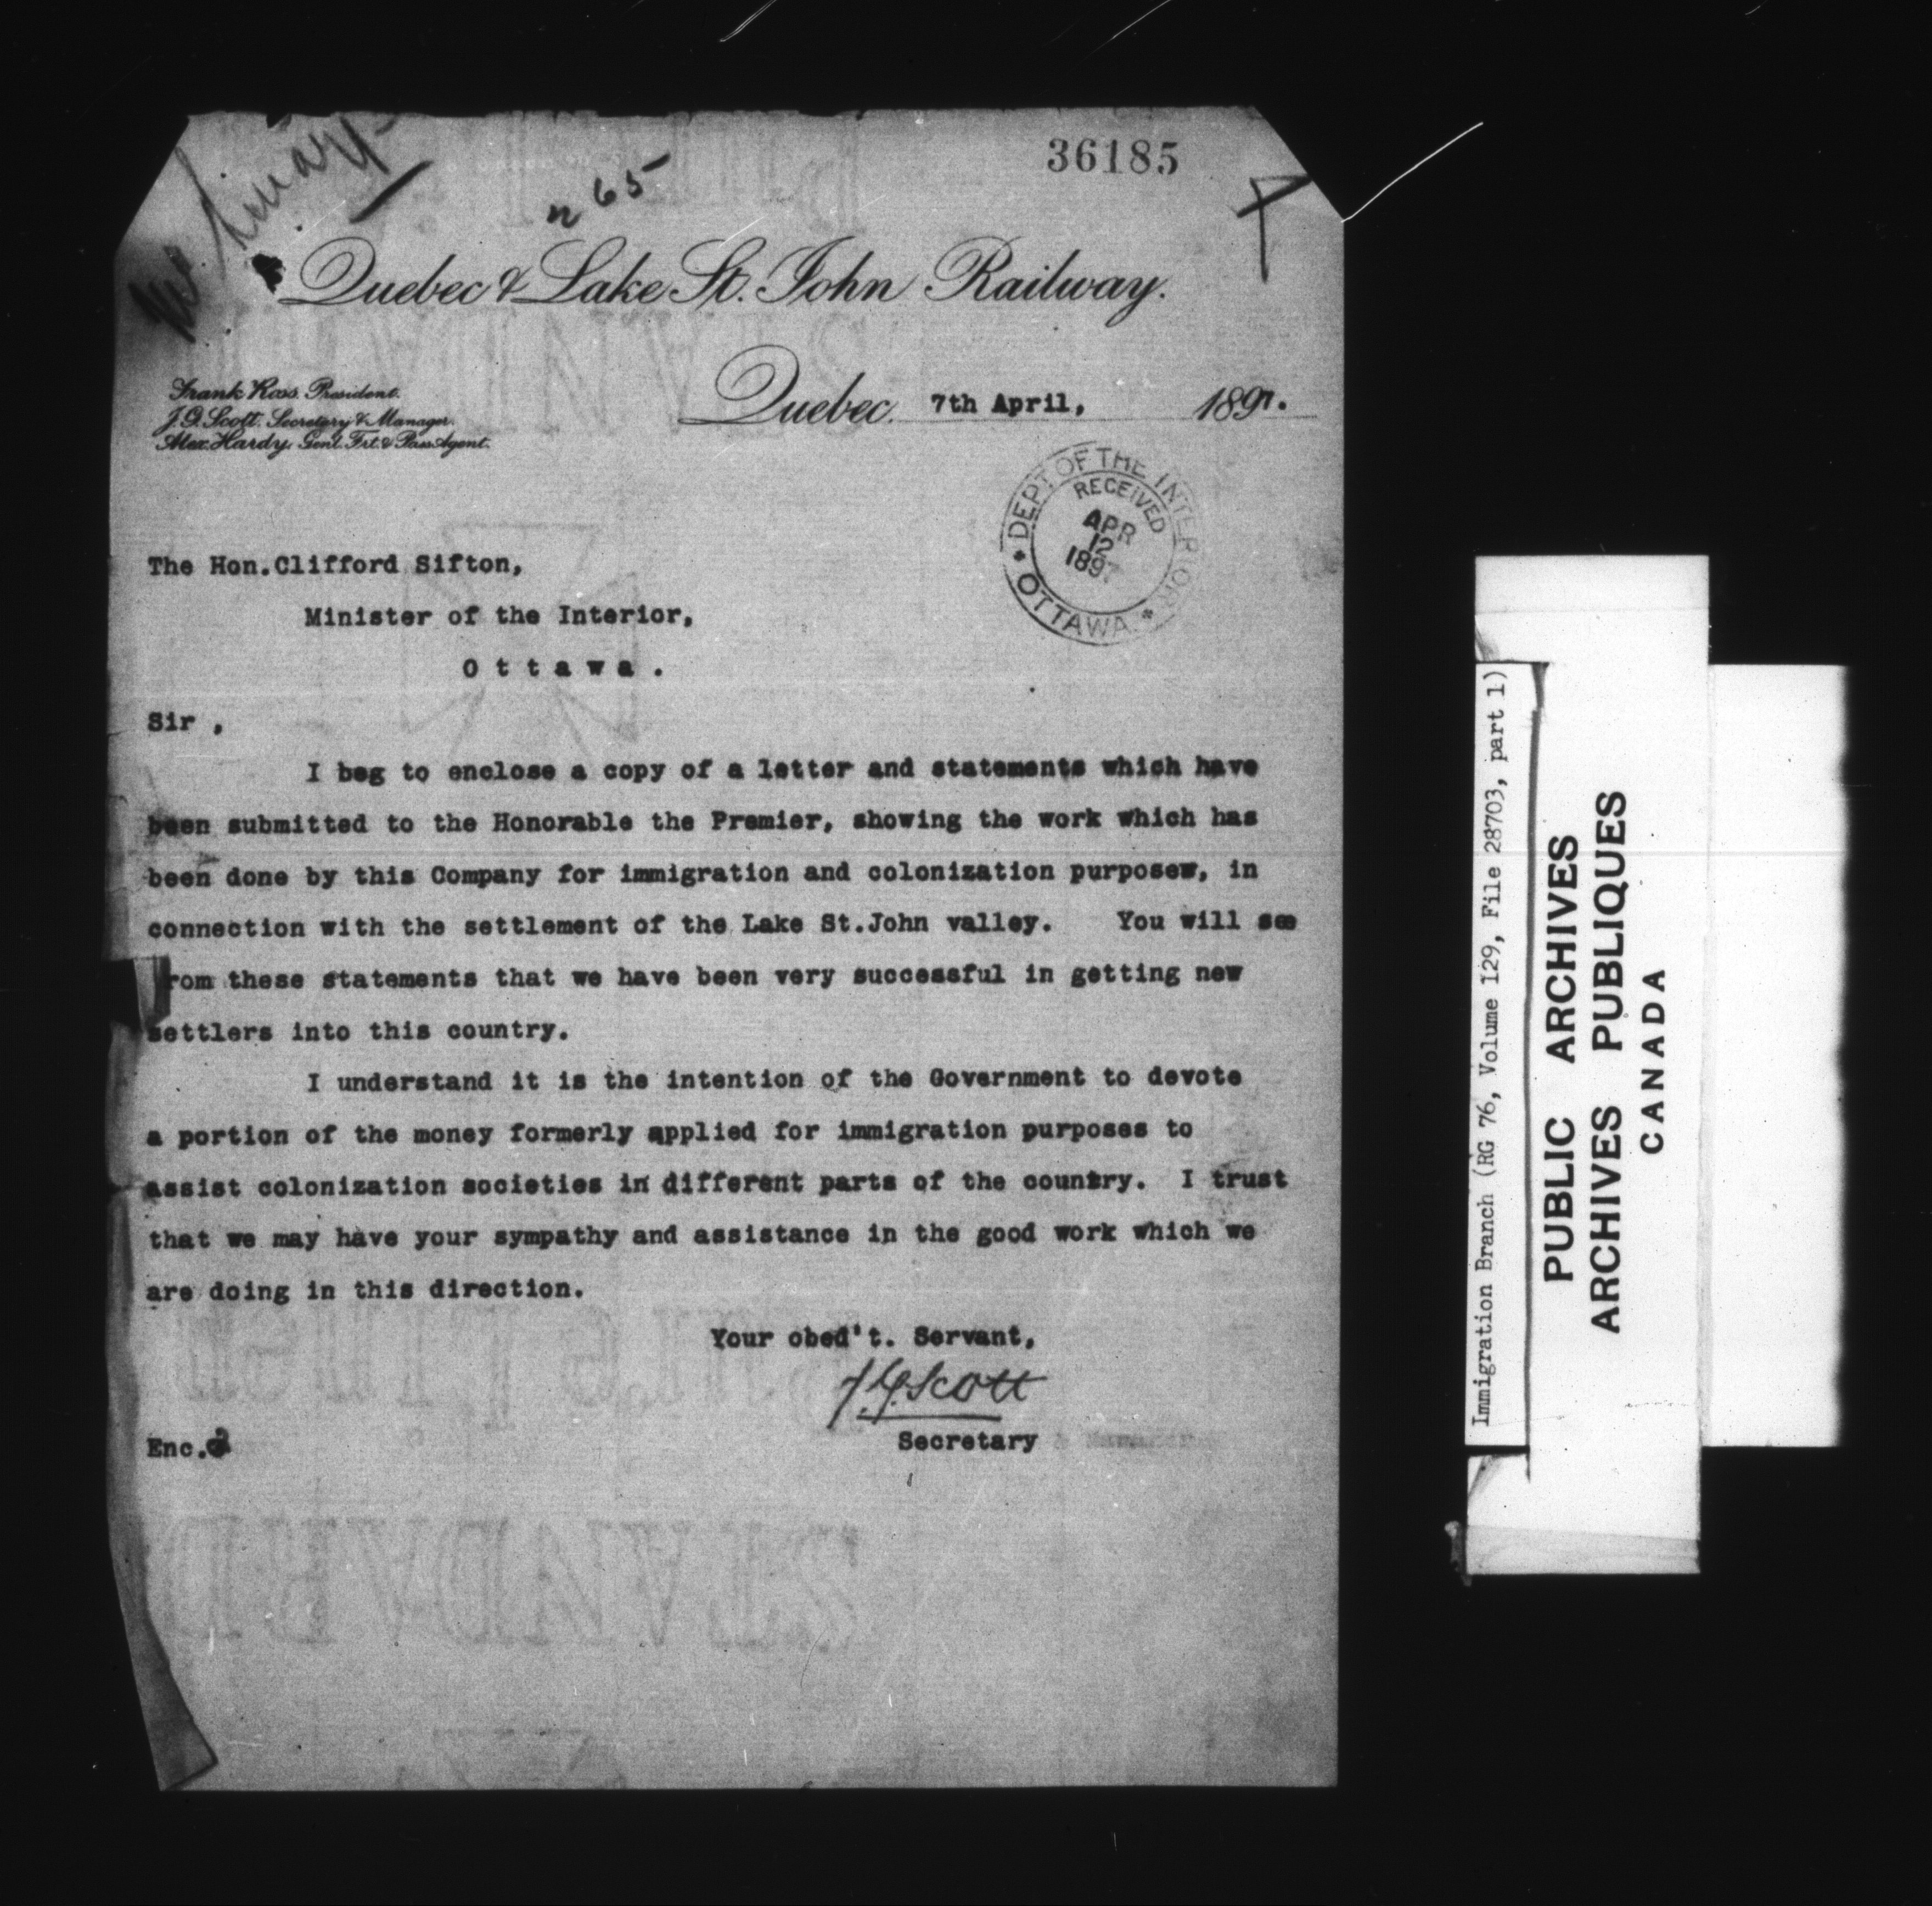 36185
n 65
Quebec & Lake St. John Railway.
Frank Ross. President.
J.G. Scott. Secretary & Manager.
Alex. Hardy, Genl. Frt. & Pass Agent.
Quebec. 7th April, 1897.
DEPT OF THE INTERIOR
RECEIVED
APR
12
1897
* OTTAWA. *
The Hon.Clifford Sifton,
Minister of the Interior,
O t t a w a .
Sir ,
I beg to enclose a copy of a letter and statements which have
been submitted to the Honorable the Premier, showing the work which has
been done by this Company for immigration and colonization purposes, in
connection with the settlement of the Lake St.John valley. You will see
from these statements that we have been very successful in getting new
settlers into this country.
I understand it is the intention of the Government to devote
a portion of the money formerly applied for immigration purposes to
assist colonization societies in different parts of the country. I trust
that we may have your sympathy and assistance in the good work which we
are doing in this direction.
Your obed't. Servant,
J.G. Scott
Secretary & Manager
Enc.
Immigration Branch (RG 76, Volume 129, File 28703, part 1)
PUBLIC ARCHIVES
ARCHIVES PUBLIQUES
CANADA